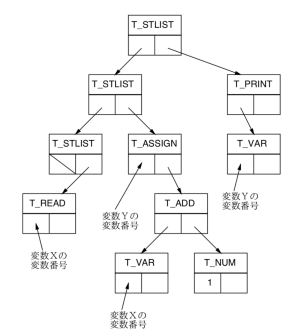 T_STLIST
T_STLIST
T_PRINT
T_STLIST
T_ASSIGN
T_VAR
T_READ
変数Yの
変数番号
T_ADD
変数Yの
変数番号
変数Xの
変数番号
T_VAR
T_NUM
1
変数Xの
変数番号